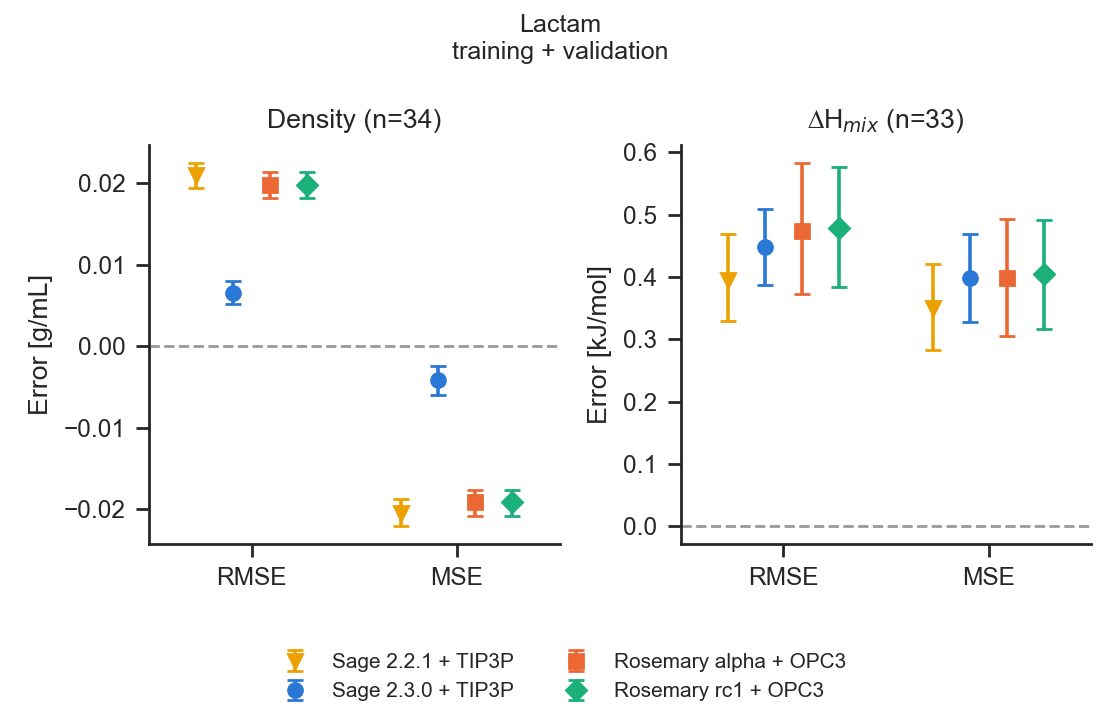 Lactam
training + validation
Density (n=34)
Error [g/mL]
0.02
0.01
0.00
−0.01
−0.02
RMSE
MSE
ΔH_mix (n=33)
Error [kJ/mol]
0.6
0.5
0.4
0.3
0.2
0.1
0.0
RMSE
MSE
Sage 2.2.1 + TIP3P
Sage 2.3.0 + TIP3P
Rosemary alpha + OPC3
Rosemary rc1 + OPC3